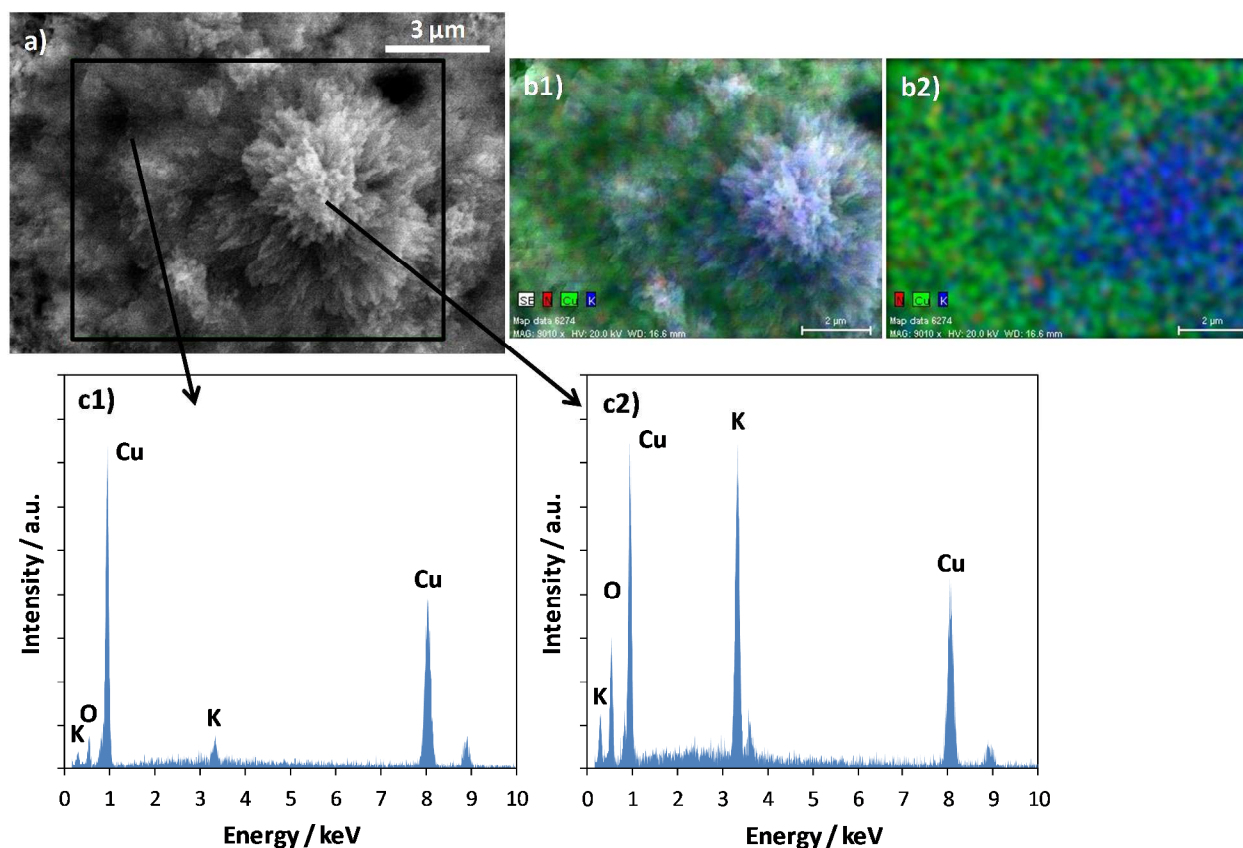 a)
3 µm
b1)
SE N Cu K
Map data 6274
MAG: 9010 x HV: 20.0 kV WD: 16.6 mm
2 µm
b2)
N Cu K
Map data 6274
MAG: 9010 x HV: 20.0 kV WD: 16.6 mm
2 µm
c1)
Cu
Cu
K
O
K
Intensity / a.u.
0 1 2 3 4 5 6 7 8 9 10
Energy / keV
c2)
K
Cu
Cu
O
K
Intensity / a.u.
0 1 2 3 4 5 6 7 8 9 10
Energy / keV